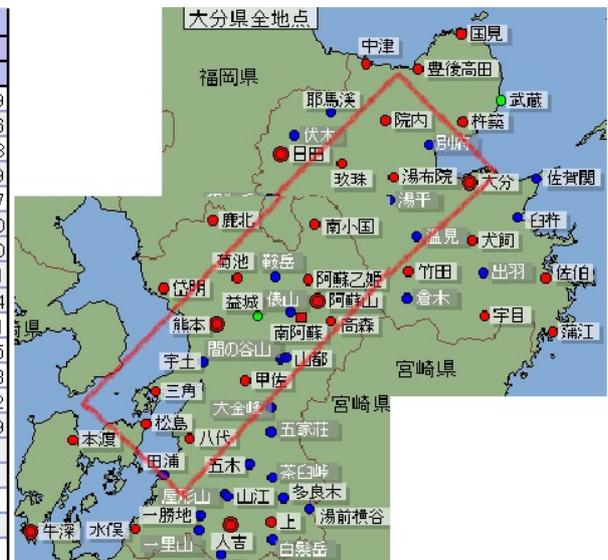 大分県全地点
国見
中津
豊後高田
福岡県
耶馬渓
武蔵
院内
杵築
伏木
別府
日田
玖珠
湯布院
大分
佐賀関
湯平
鹿北
南小国
臼杵
温見
犬飼
菊池
鞍岳
阿蘇乙姫
竹田
出羽
佐伯
岱明
益城
俵山
阿蘇山
倉木
熊本
南阿蘇
高森
宇目
蒲江
間の谷山
宇土
山都
宮崎県
三角
甲佐
大金峰
宮崎県
松島
八代
五家荘
本渡
田浦
五木
茶臼峠
屋形山
山江
多良木
一勝地
湯前横谷
牛深
水俣
人吉
上
一里山
白髪岳